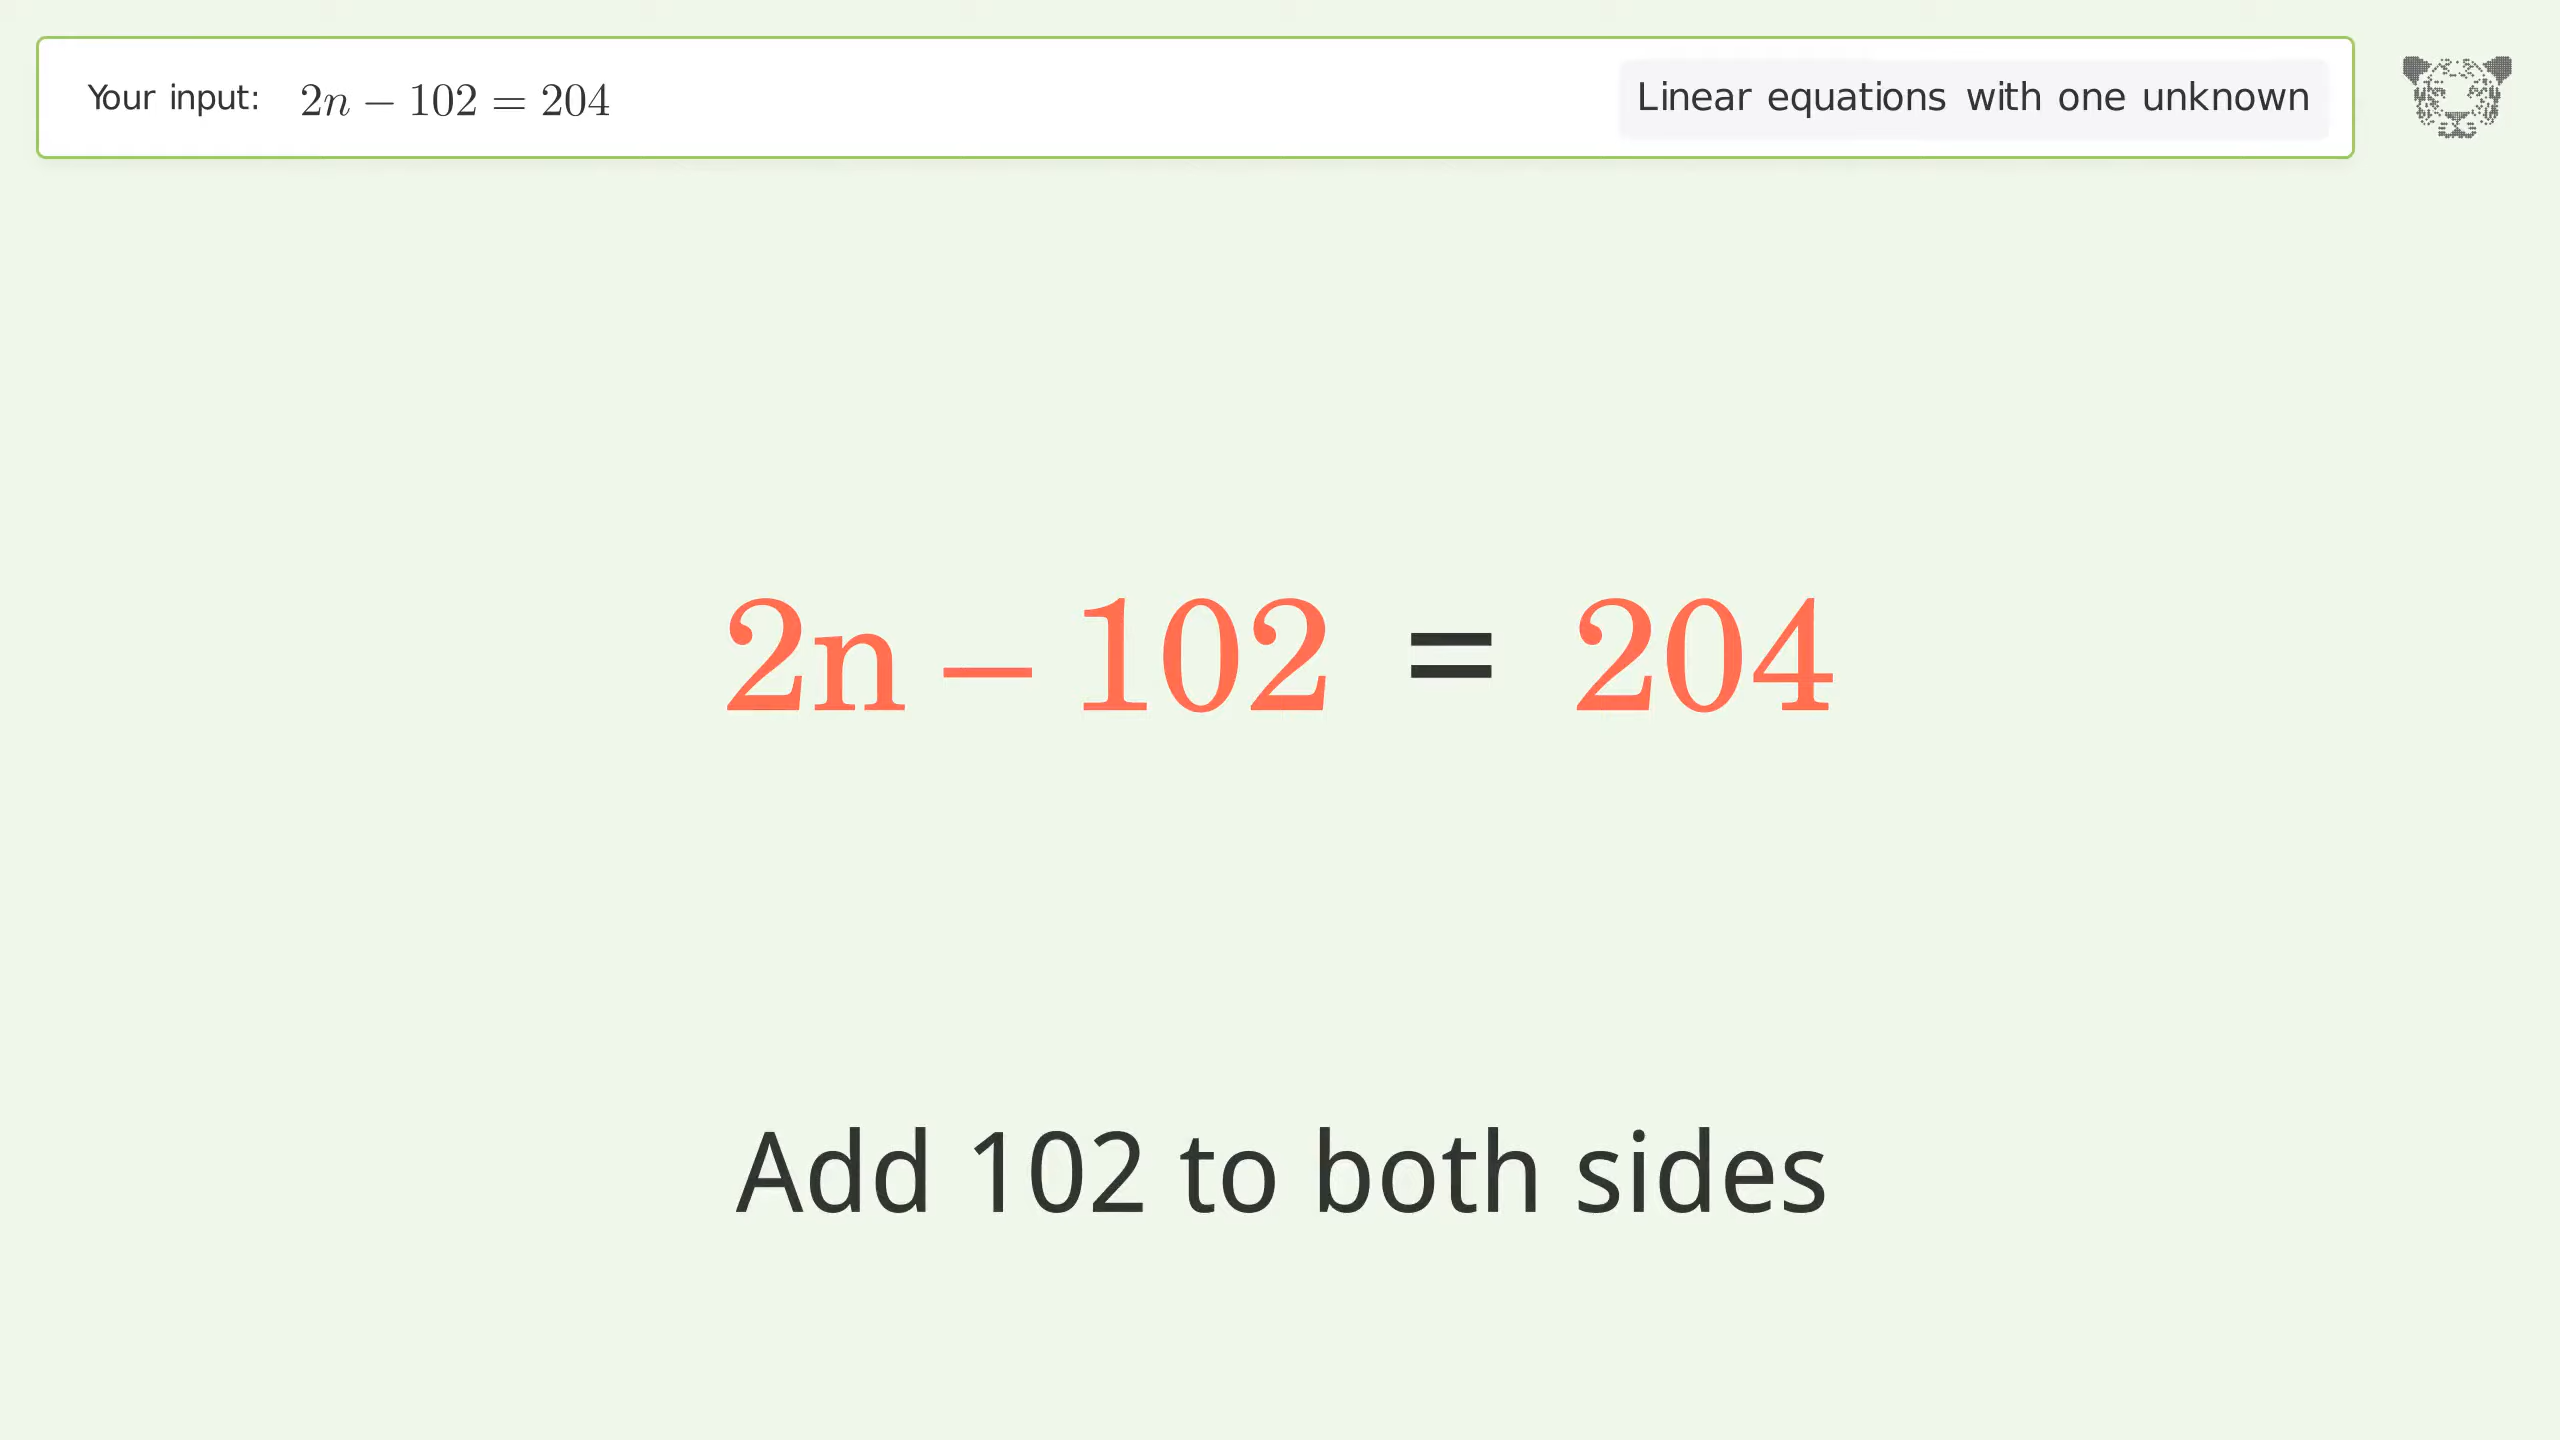 Your input: 2n − 102 = 204 Linear equations with one unknown
2n − 102 = 204
Add 102 to both sides